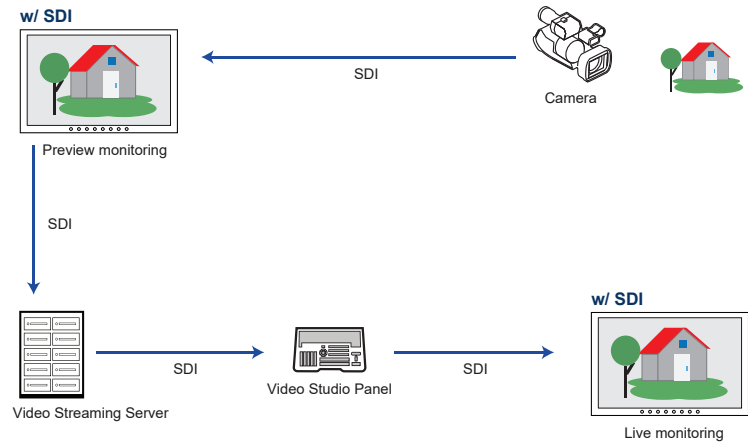 w/ SDI
SDI
Camera
Preview monitoring
SDI
w/ SDI
SDI
Video Studio Panel
SDI
Video Streaming Server
Live monitoring